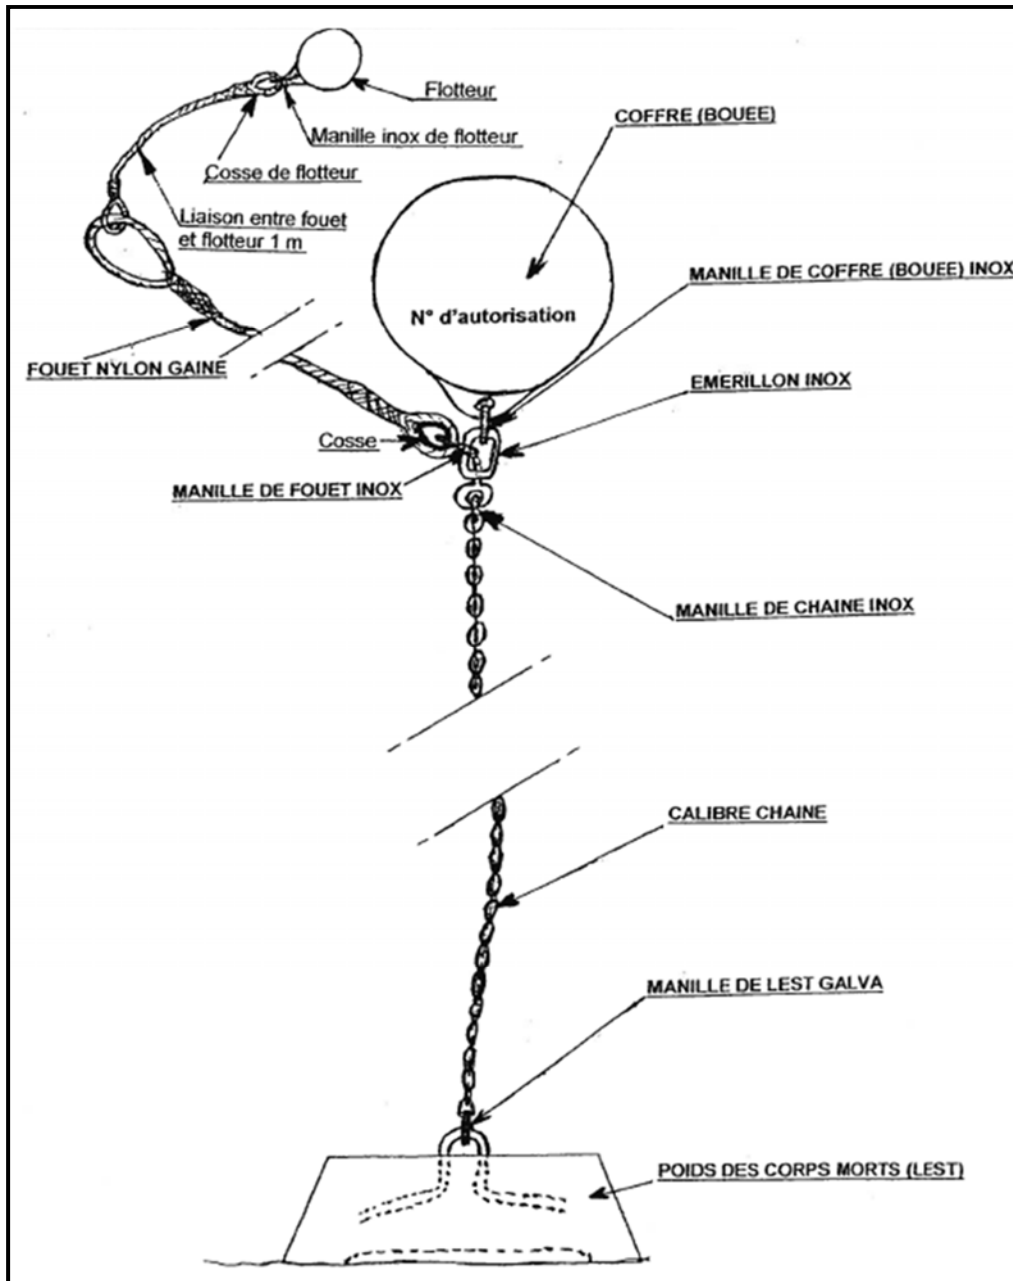 Flotteur
COFFRE (BOUEE)
Manille inox de flotteur
Cosse de flotteur
Liaison entre fouet
et flotteur 1 m
MANILLE DE COFFRE (BOUEE) INOX
N° d'autorisation
FOUET NYLON GAINE
EMERILLON INOX
Cosse
MANILLE DE FOUET INOX
MANILLE DE CHAINE INOX
CALIBRE CHAINE
MANILLE DE LEST GALVA
POIDS DES CORPS MORTS (LEST)